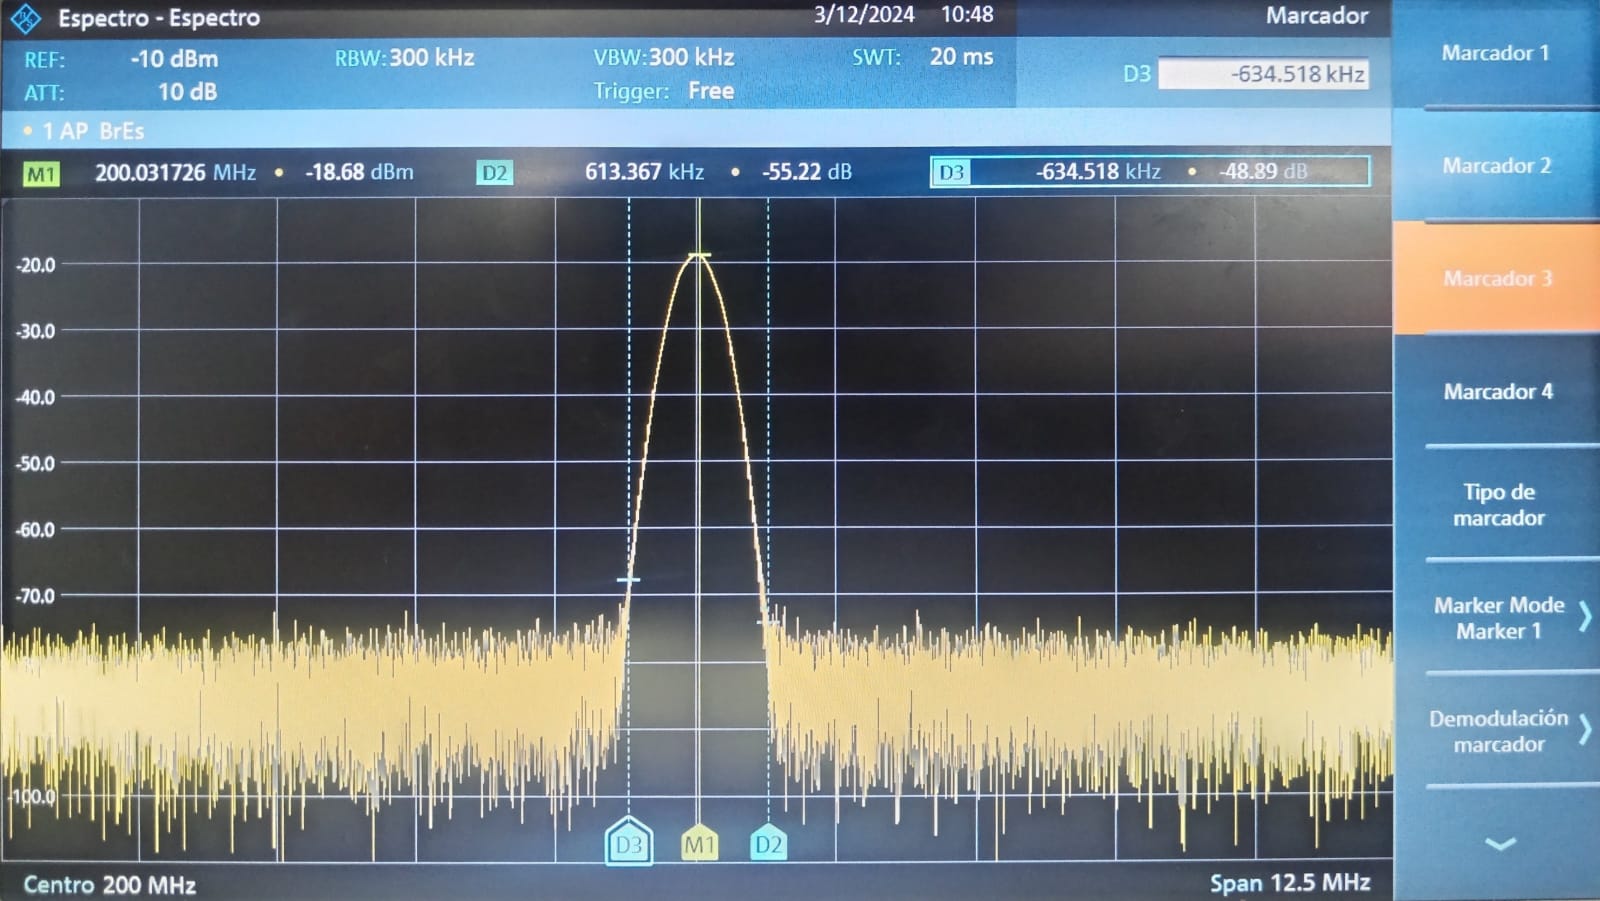 Espectro - Espectro 3/12/2024 10:48 Marcador
REF: -10 dBm RBW: 300 kHz VBW: 300 kHz SWT: 20 ms
ATT: 10 dB Trigger: Free
D3 -634.518 kHz
• 1 AP BrEs
M1 200.031726 MHz • -18.68 dBm D2 613.367 kHz • -55.22 dB D3 -634.518 kHz • -48.89 dB
-20.0
-30.0
-40.0
-50.0
-60.0
-70.0
-100.0
D3 M1 D2
Centro 200 MHz Span 12.5 MHz
Marcador 1
Marcador 2
Marcador 3
Marcador 4
Tipo de
marcador
Marker Mode
Marker 1
Demodulación
marcador